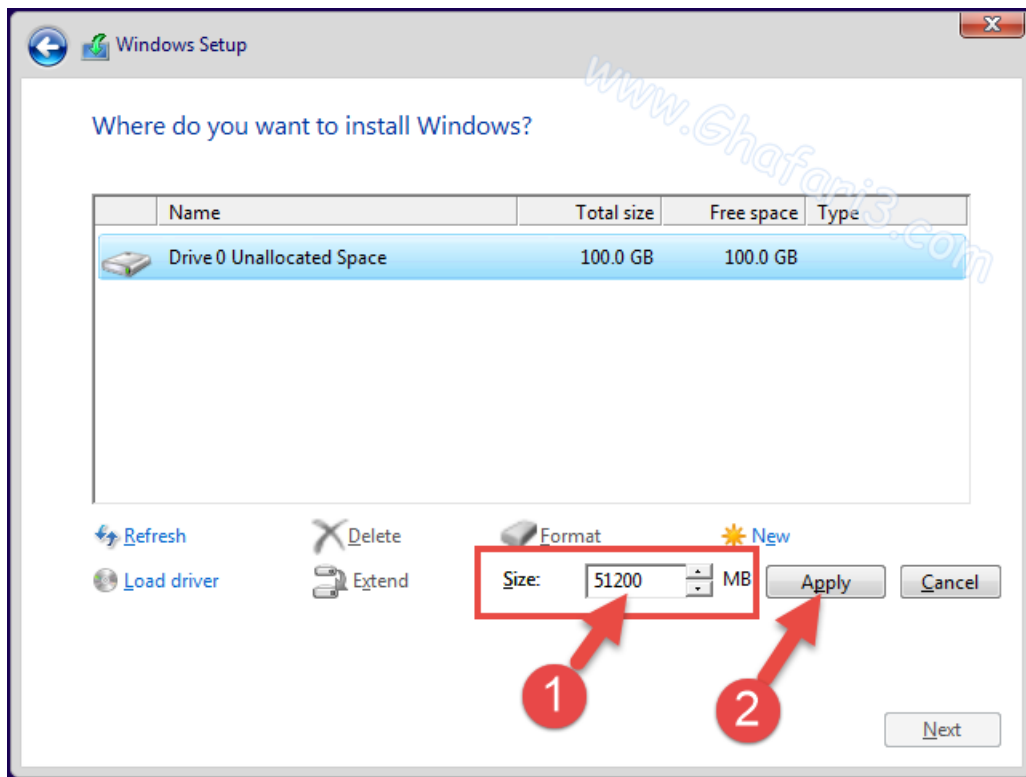 Windows Setup
www.Ghafari3.com
Where do you want to install Windows?
Name Total size Free space Type
Drive 0 Unallocated Space 100.0 GB 100.0 GB
Refresh Delete Format New
Load driver Extend Size: 51200 MB Apply Cancel
1 2
Next